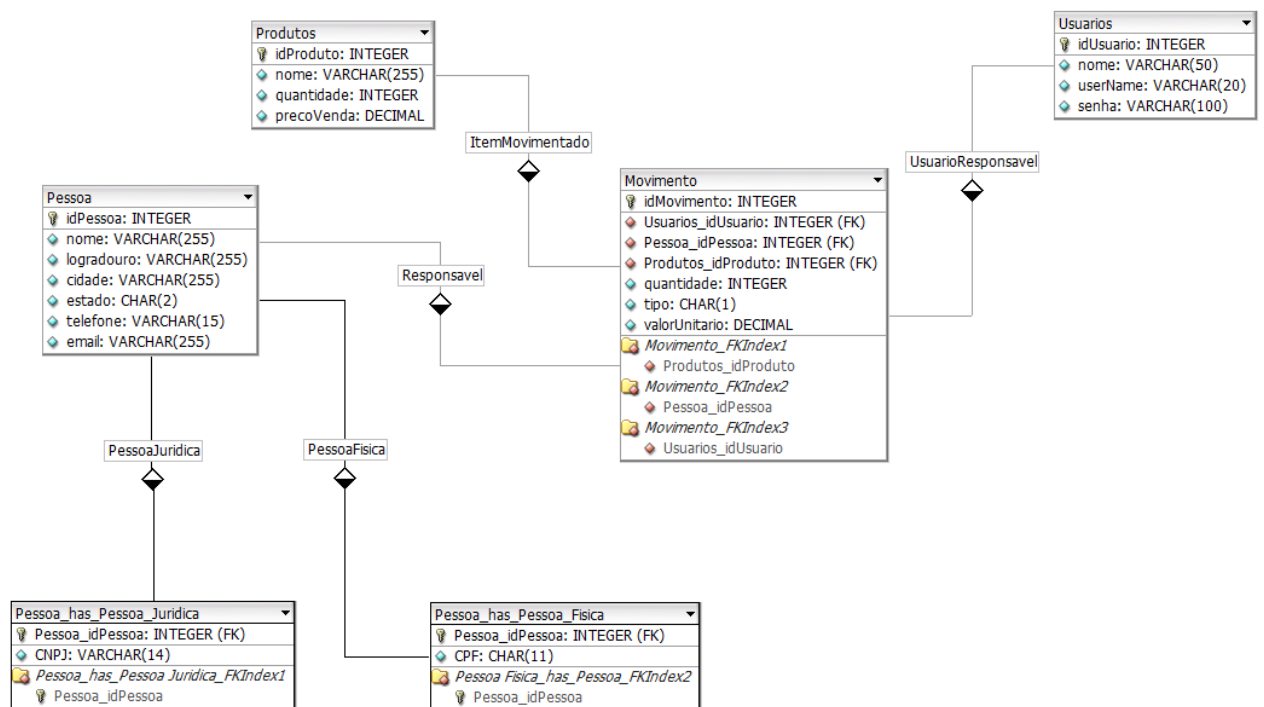 Produtos
idProduto: INTEGER
nome: VARCHAR(255)
quantidade: INTEGER
precoVenda: DECIMAL
Usuarios
idUsuario: INTEGER
nome: VARCHAR(50)
userName: VARCHAR(20)
senha: VARCHAR(100)
ItemMovimentado
UsuarioResponsavel
Pessoa
idPessoa: INTEGER
nome: VARCHAR(255)
logradouro: VARCHAR(255)
cidade: VARCHAR(255)
estado: CHAR(2)
telefone: VARCHAR(15)
email: VARCHAR(255)
Responsavel
Movimento
idMovimento: INTEGER
Usuarios_idUsuario: INTEGER (FK)
Pessoa_idPessoa: INTEGER (FK)
Produtos_idProduto: INTEGER (FK)
quantidade: INTEGER
tipo: CHAR(1)
valorUnitario: DECIMAL
Movimento_FKIndex1
Produtos_idProduto
Movimento_FKIndex2
Pessoa_idPessoa
Movimento_FKIndex3
Usuarios_idUsuario
PessoaJuridica
PessoaFisica
Pessoa_has_Pessoa_Juridica
Pessoa_idPessoa: INTEGER (FK)
CNPJ: VARCHAR(14)
Pessoa_has_Pessoa Juridica_FKIndex1
Pessoa_idPessoa
Pessoa_has_Pessoa_Fisica
Pessoa_idPessoa: INTEGER (FK)
CPF: CHAR(11)
Pessoa Fisica_has_Pessoa_FKIndex2
Pessoa_idPessoa